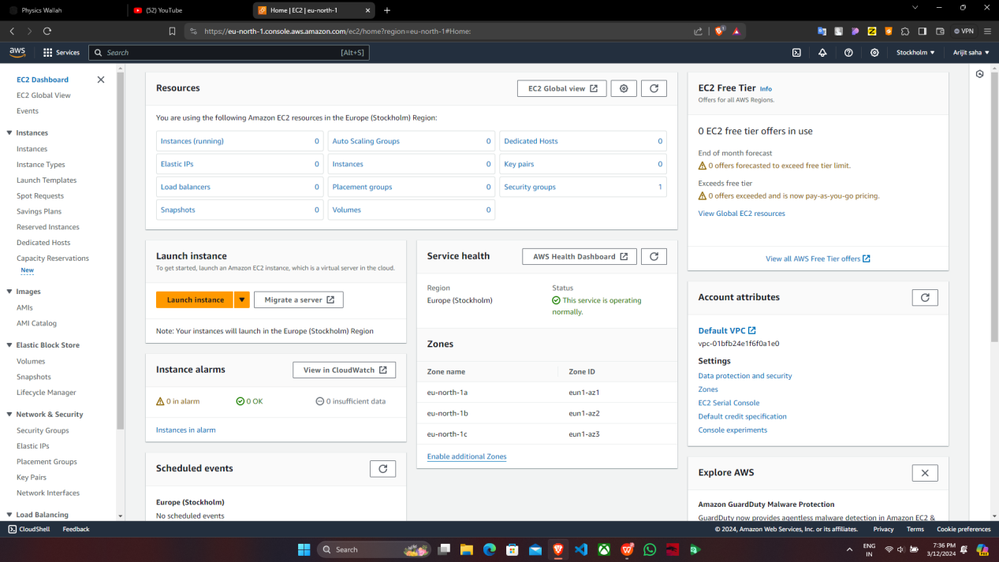 Physics Wallah
(52) YouTube
Home | EC2 | eu-north-1
https://eu-north-1.console.aws.amazon.com/ec2/home?region=eu-north-1#Home:
VPN
aws
Services
Search
[Alt+S]
Stockholm
Arijit saha
EC2 Dashboard
EC2 Global View
Events
Instances
Instances
Instance Types
Launch Templates
Spot Requests
Savings Plans
Reserved Instances
Dedicated Hosts
Capacity Reservations
New
Images
AMIs
AMI Catalog
Elastic Block Store
Volumes
Snapshots
Lifecycle Manager
Network & Security
Security Groups
Elastic IPs
Placement Groups
Key Pairs
Network Interfaces
Load Balancing
Resources
EC2 Global view
You are using the following Amazon EC2 resources in the Europe (Stockholm) Region:
Instances (running) 0
Auto Scaling Groups 0
Dedicated Hosts 0
Elastic IPs 0
Instances 0
Key pairs 0
Load balancers 0
Placement groups 0
Security groups 1
Snapshots 0
Volumes 0
Launch instance
To get started, launch an Amazon EC2 instance, which is a virtual server in the cloud.
Launch instance
Migrate a server
Note: Your instances will launch in the Europe (Stockholm) Region
Instance alarms
View in CloudWatch
0 in alarm
0 OK
0 insufficient data
Instances in alarm
Scheduled events
Europe (Stockholm)
No scheduled events
Service health
AWS Health Dashboard
Region
Europe (Stockholm)
Status
This service is operating
normally.
Zones
Zone name Zone ID
eu-north-1a eun1-az1
eu-north-1b eun1-az2
eu-north-1c eun1-az3
Enable additional Zones
EC2 Free Tier Info
Offers for all AWS Regions.
0 EC2 free tier offers in use
End of month forecast
0 offers forecasted to exceed free tier limit.
Exceeds free tier
0 offers exceeded and is now pay-as-you-go pricing.
View Global EC2 resources
View all AWS Free Tier offers
Account attributes
Default VPC
vpc-01bfb24e1f6f0a1e0
Settings
Data protection and security
Zones
EC2 Serial Console
Default credit specification
Console experiments
Explore AWS
Amazon GuardDuty Malware Protection
GuardDuty now provides agentless malware detection in Amazon EC2 &
CloudShell
Feedback
© 2024, Amazon Web Services, Inc. or its affiliates.
Privacy
Terms
Cookie preferences
Search
ENG
IN
7:36 PM
3/12/2024